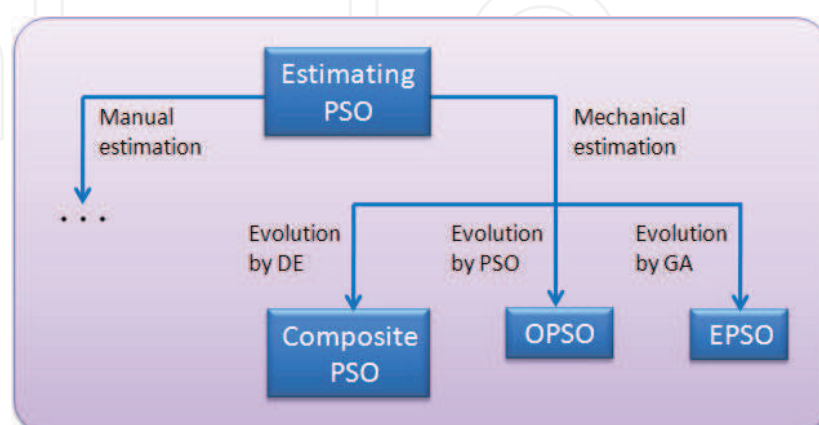 Estimating
PSO
Manual
estimation
Mechanical
estimation
...
Evolution
by DE
Evolution
by PSO
Evolution
by GA
Composite
PSO
OPSO
EPSO